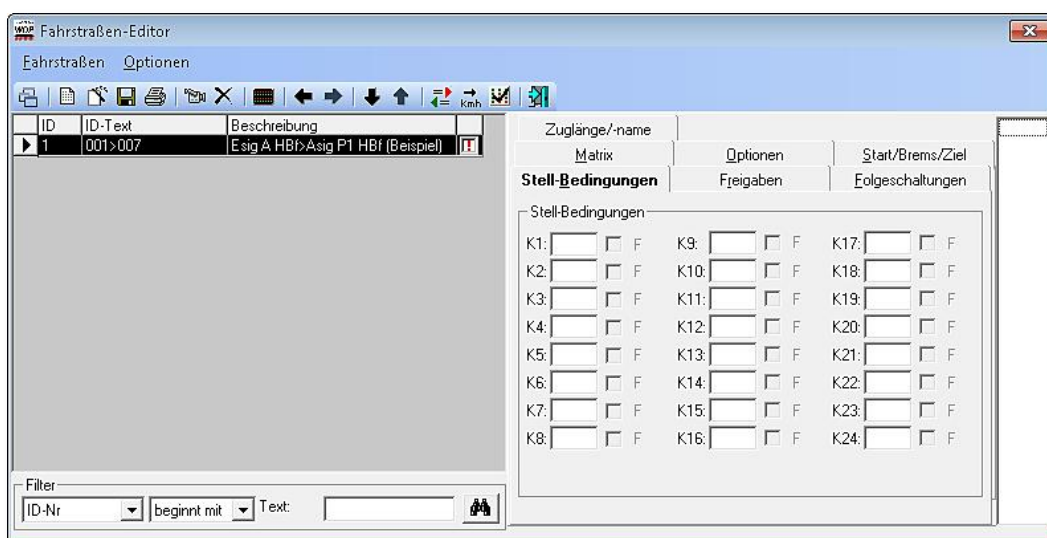 WDP Fahrstraßen-Editor
Fahrstraßen Optionen
Kmh
ID ID-Text Beschreibung
1 001>007 Esig A HBf>Asig P1 HBf (Beispiel)
Zuglänge/-name
Matrix Optionen Start/Brems/Ziel
Stell-Bedingungen Freigaben Folgeschaltungen
Stell-Bedingungen
K1: F K9: F K17: F
K2: F K10: F K18: F
K3: F K11: F K19: F
K4: F K12: F K20: F
K5: F K13: F K21: F
K6: F K14: F K22: F
K7: F K15: F K23: F
K8: F K16: F K24: F
Filter
ID-Nr beginnt mit Text: